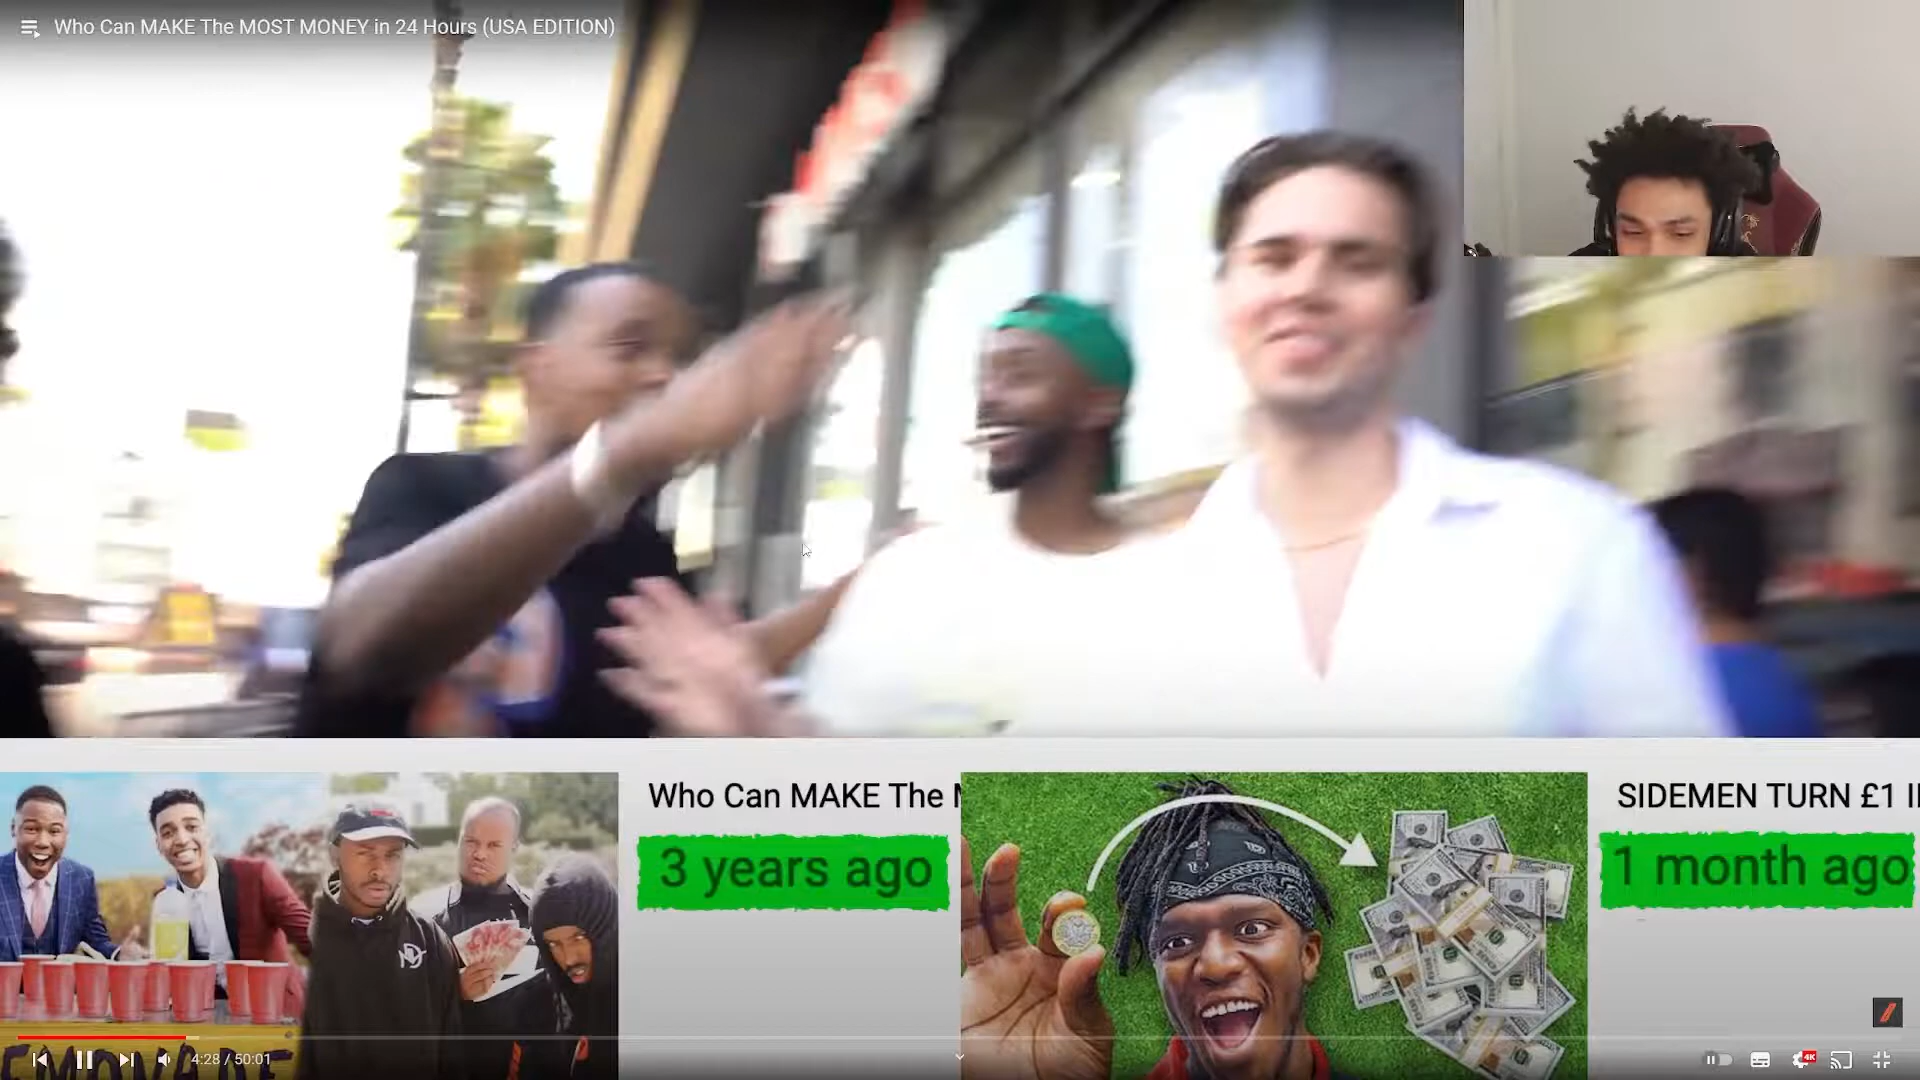 Who Can MAKE The MOST MONEY in 24 Hours (USA EDITION)
Who Can MAKE The
3 years ago
SIDEMEN TURN £1 I
1 month ago
4:28 / 50:01
4K